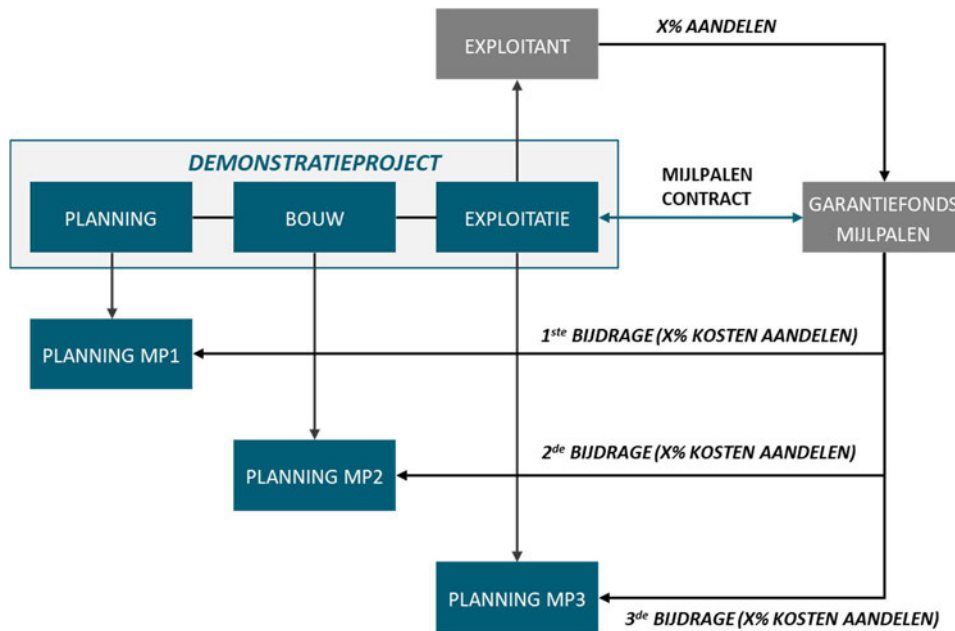 EXPLOITANT
X% AANDELEN
DEMONSTRATIEPROJECT
PLANNING
BOUW
EXPLOITATIE
MIJLPALEN
CONTRACT
GARANTIEFONDS
MIJLPALEN
PLANNING MP1
1ste BIJDRAGE (X% KOSTEN AANDELEN)
PLANNING MP2
2de BIJDRAGE (X% KOSTEN AANDELEN)
PLANNING MP3
3de BIJDRAGE (X% KOSTEN AANDELEN)